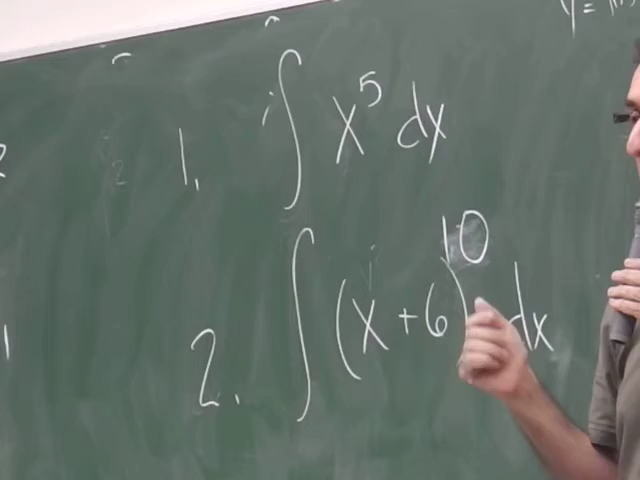 1. ∫ x⁵ dx
2. ∫ (x + 6)¹⁰ dx